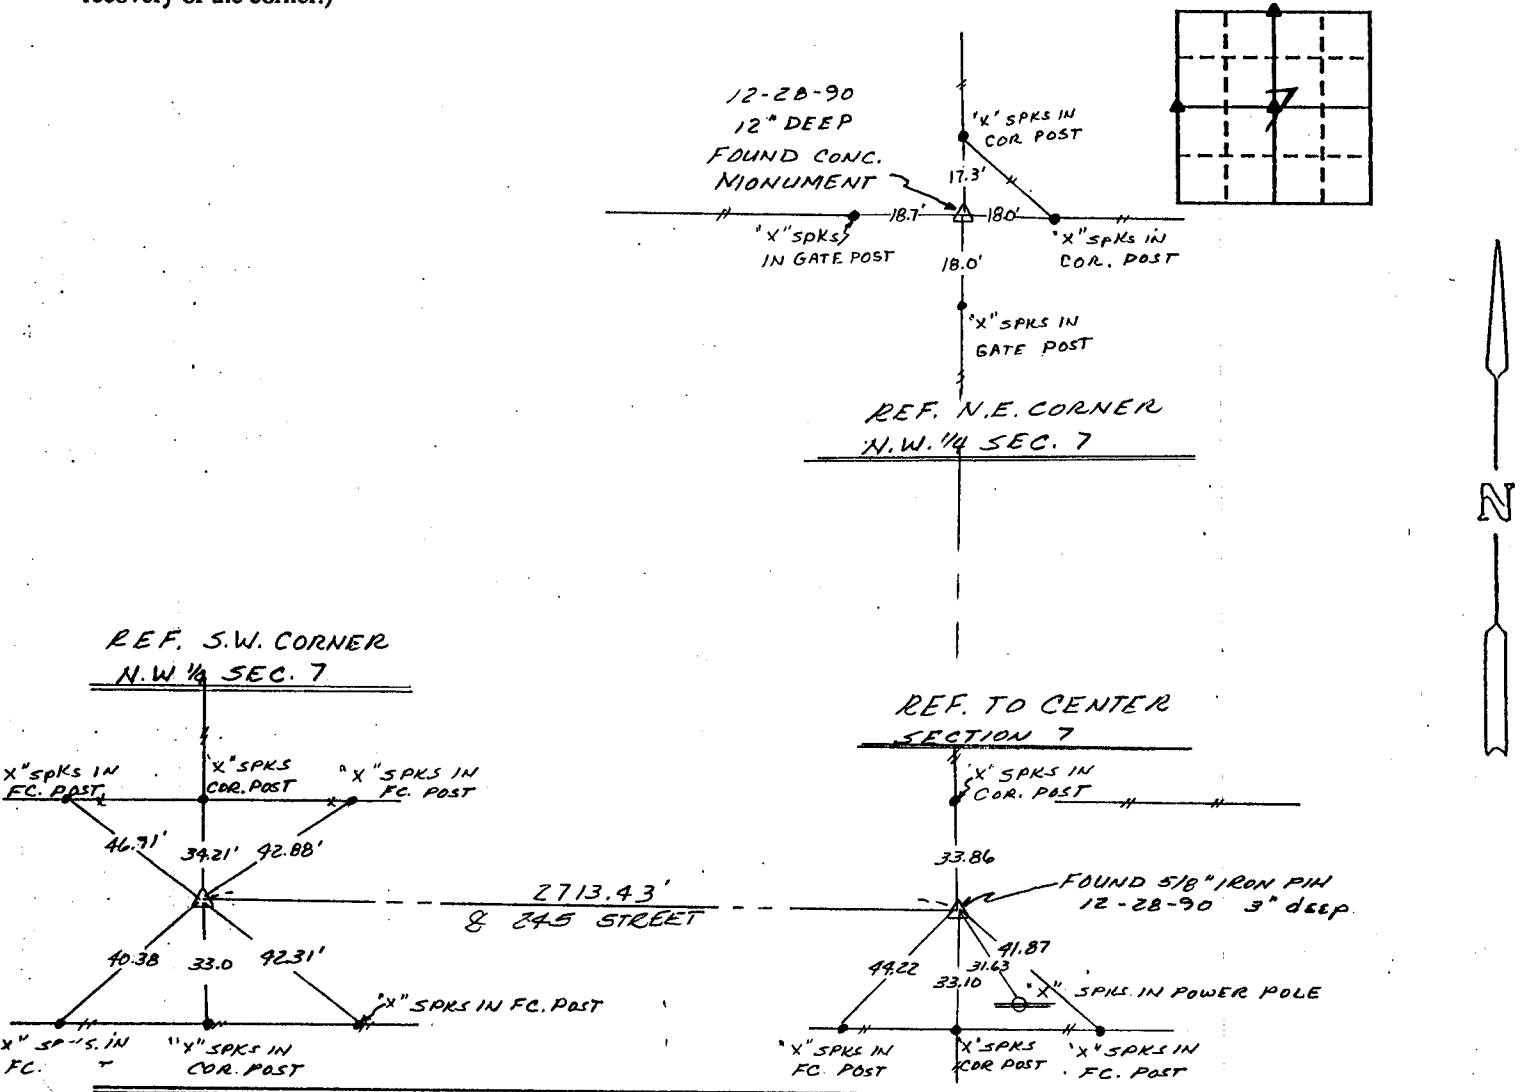 recovery of the corner.)
7
12-28-90
12" DEEP
FOUND CONC.
MONUMENT
"X" SPKS IN
COR POST
17.3'
18.7'
18.0'
"X" SPKS
IN GATE POST
"X" SPKS IN
COR. POST
18.0'
"X" SPKS IN
GATE POST
REF. N.E. CORNER
N.W. 1/4 SEC. 7
N
REF. S.W. CORNER
N.W 1/4 SEC. 7
X" SPKS IN
FC. POST
"X" SPKS
COR. POST
"X" SPKS IN
FC. POST
46.71'
34.21'
42.88'
2713.43'
245 STREET
40.38
33.0
42.31'
"X" SPKS IN FC. POST
X" IN
FC.
"X" SPKS IN
COR. POST
REF. TO CENTER
SECTION 7
"X" SPKS IN
COR. POST
33.86
FOUND 5/8" IRON PIN
12-28-90 3" deep
44.22
33.10
31.63
41.87
"X" SPKS IN POWER POLE
"X" SPKS IN
FC. POST
"X" SPKS
COR POST
"X" SPKS IN
FC. POST